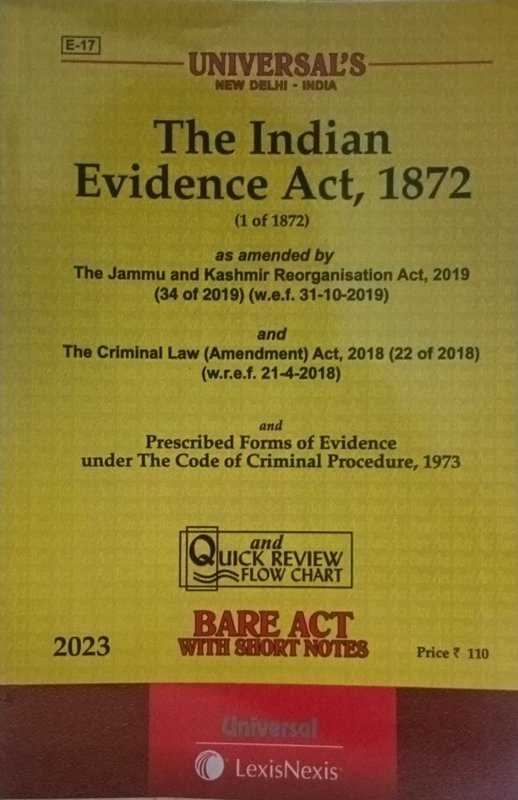 E-17
UNIVERSAL'S
NEW DELHI - INDIA
The Indian
Evidence Act, 1872
(1 of 1872)
as amended by
The Jammu and Kashmir Reorganisation Act, 2019
(34 of 2019) (w.e.f. 31-10-2019)
and
The Criminal Law (Amendment) Act, 2018 (22 of 2018)
(w.r.e.f. 21-4-2018)
and
Prescribed Forms of Evidence
under The Code of Criminal Procedure, 1973
and
QUICK REVIEW
FLOW CHART
BARE ACT
WITH SHORT NOTES
2023
Price ₹ 110
Universal
LexisNexis